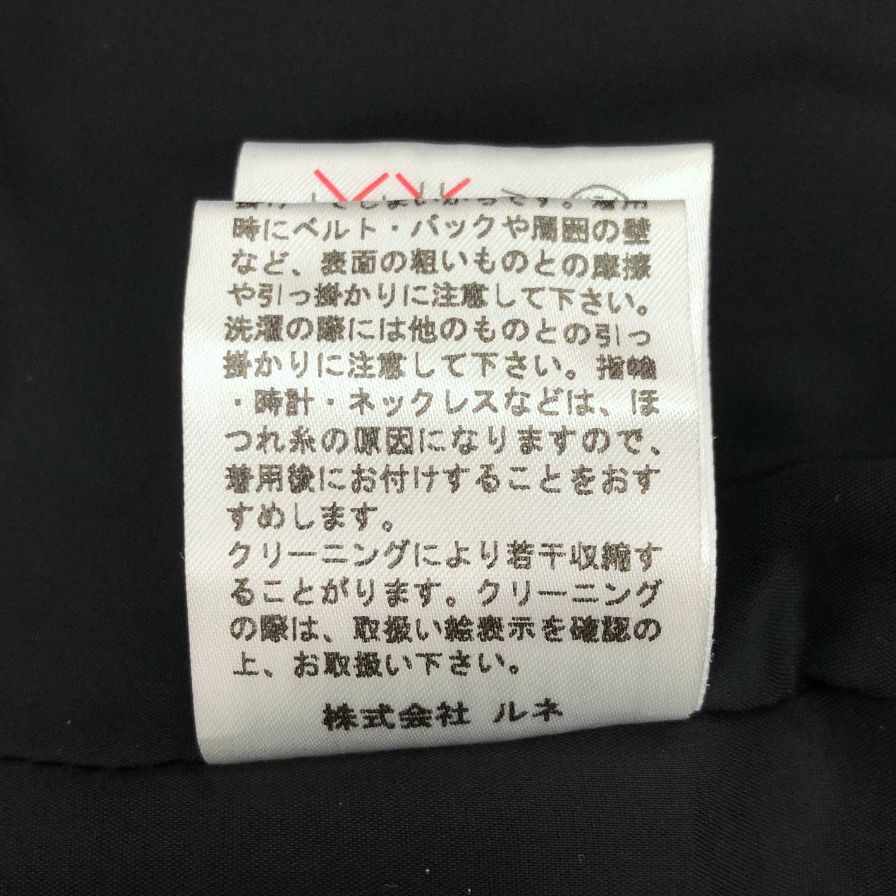 時にベルト・バックや周囲の壁
など、表面の粗いものとの摩擦
や引っ掛かりに注意して下さい。
洗濯の際には他のものとの引っ
掛かりに注意して下さい。指輪
・時計・ネックレスなどは、ほ
つれ糸の原因になりますので、
着用後にお付けすることをおす
すめします。
クリーニングにより若干収縮す
ることがります。クリーニング
の際は、取扱い絵表示を確認の
上、お取扱い下さい。
株式会社 ルネ